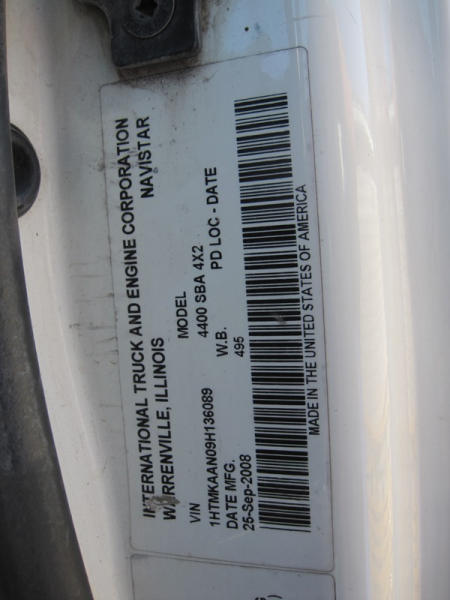 INTERNATIONAL TRUCK AND ENGINE CORPORATION
WARRENVILLE, ILLINOIS NAVISTAR
VIN MODEL
1HTMKAAN09H136089 4400 SBA 4X2
DATE MFG. W.B. PD LOC - DATE
25-Sep-2008 495
MADE IN THE UNITED STATES OF AMERICA